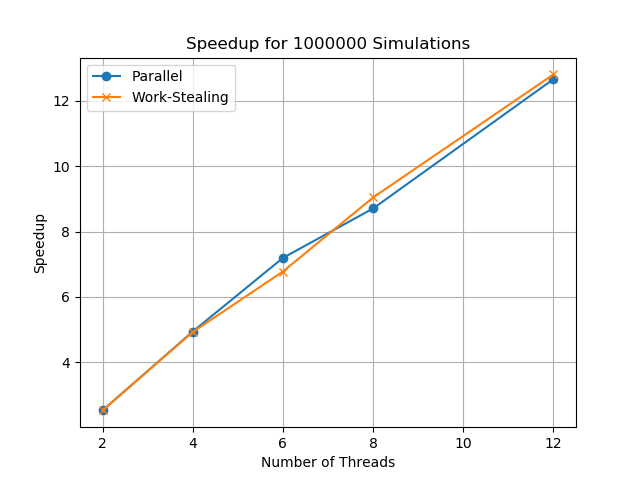 Speedup for 1000000 Simulations
Parallel
Work-Stealing
Speedup
12
10
8
6
4
2
4
6
8
10
12
Number of Threads